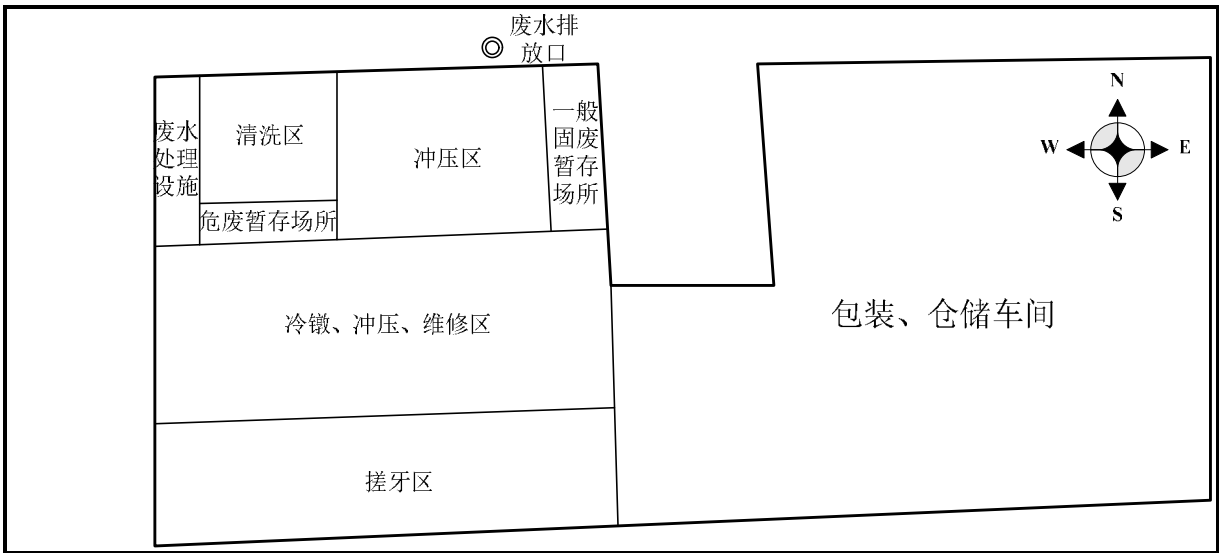 废水排
放口
废水
处理
设施
清洗区
危废暂存场所
冲压区
一般
固废
暂存
场所
N
W
E
S
冷镦、冲压、维修区
包装、仓储车间
搓牙区